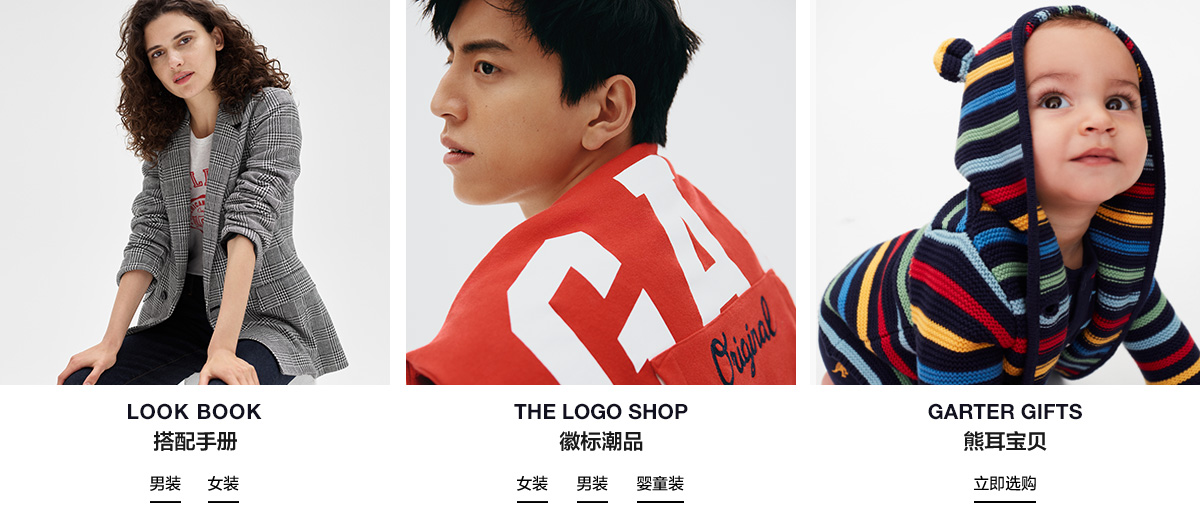 GA
Original
LOOK BOOK
搭配手册
男装 女装
THE LOGO SHOP
徽标潮品
女装 男装 婴童装
GARTER GIFTS
熊耳宝贝
立即选购